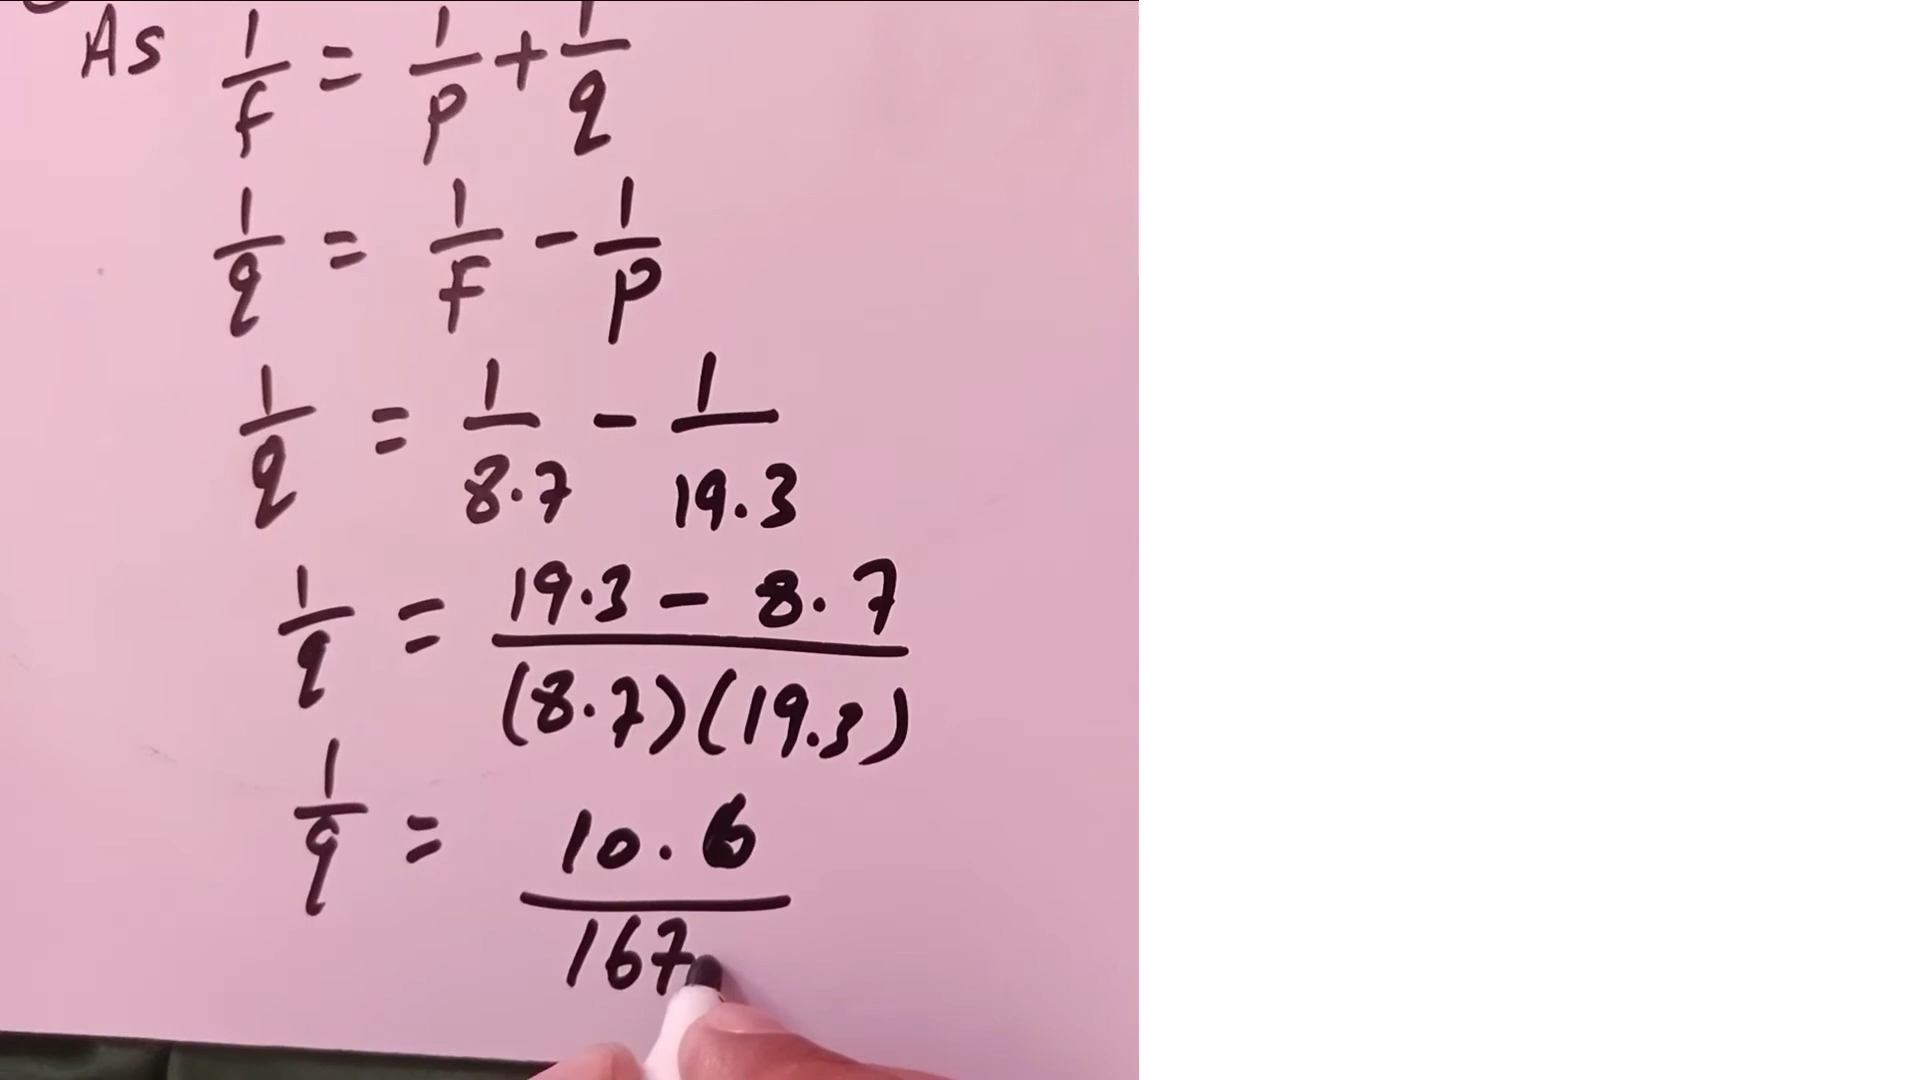 As 1/f = 1/p + 1/q
1/q = 1/f - 1/p
1/q = 1/8.7 - 1/19.3
1/q = 19.3 - 8.7/(8.7)(19.3)
1/q = 10.6/167